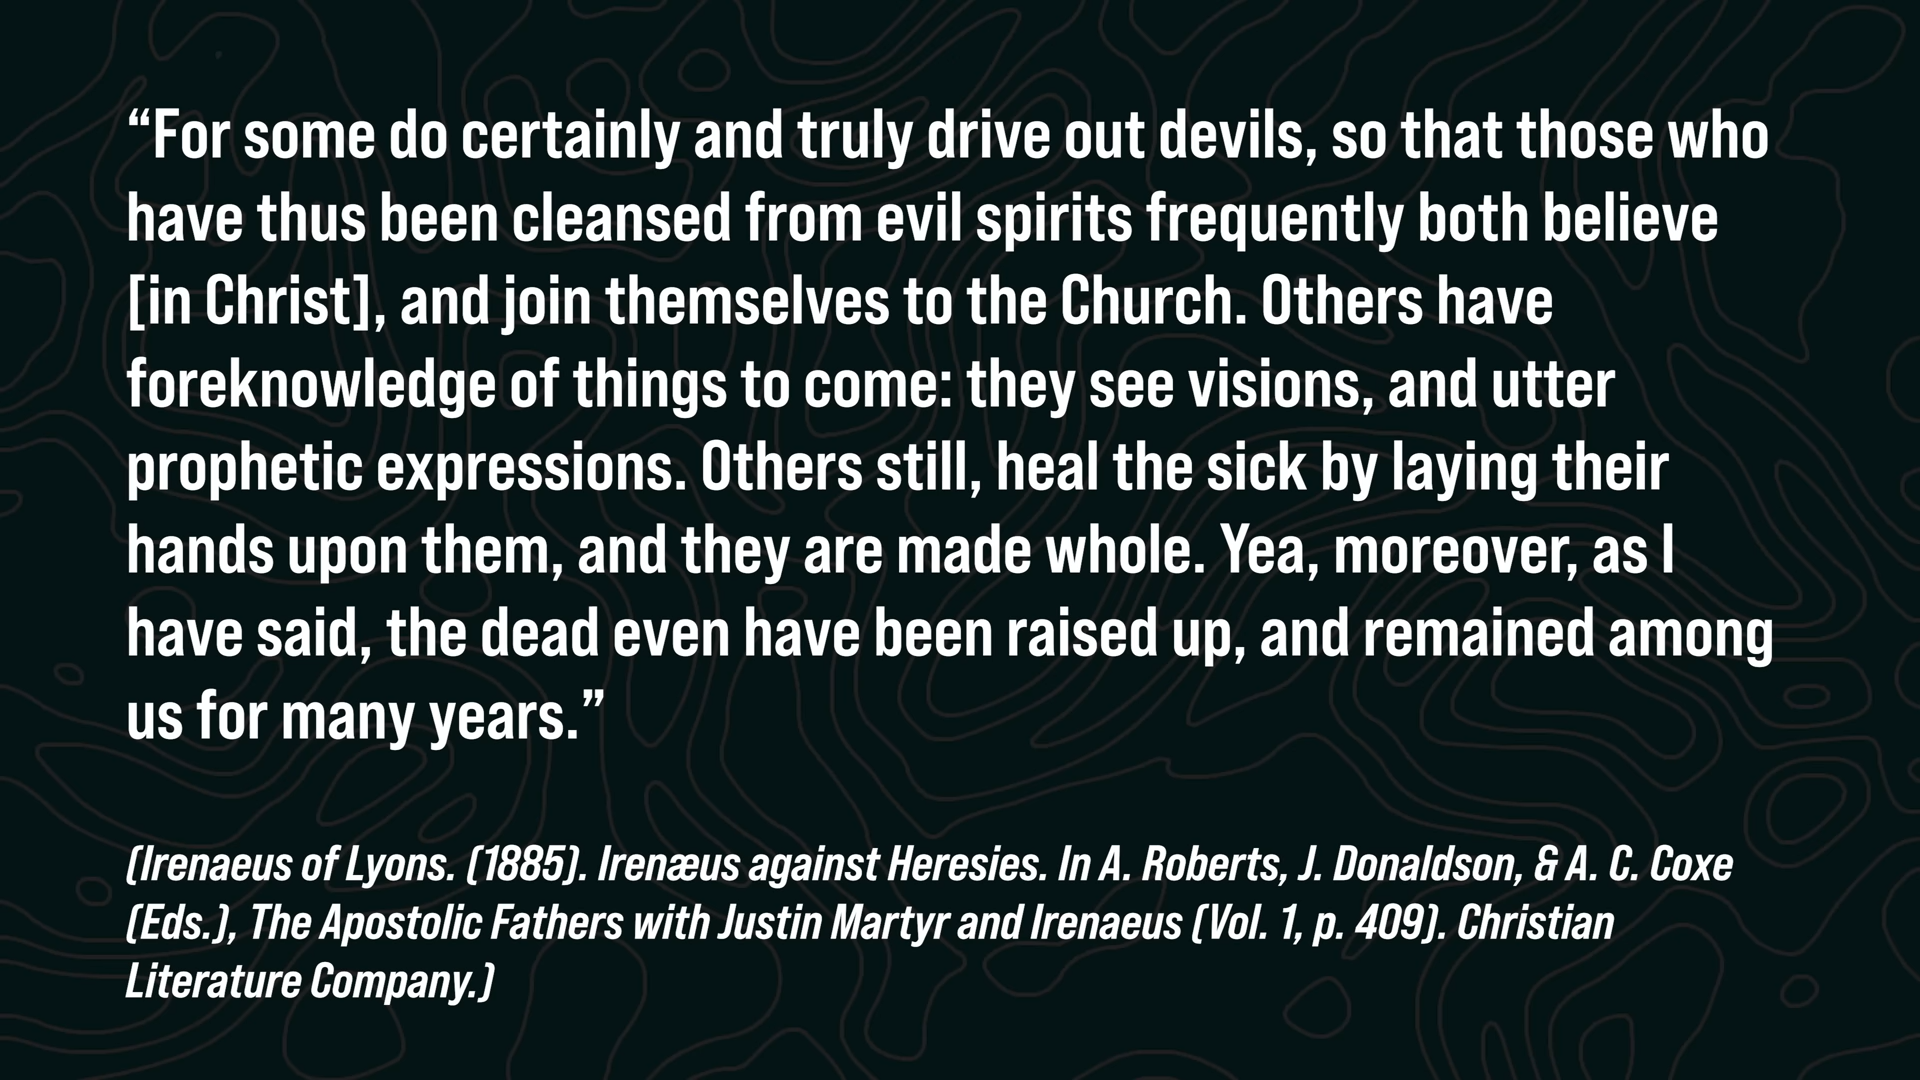 “For some do certainly and truly drive out devils, so that those who
have thus been cleansed from evil spirits frequently both believe
[in Christ], and join themselves to the Church. Others have
foreknowledge of things to come: they see visions, and utter
prophetic expressions. Others still, heal the sick by laying their
hands upon them, and they are made whole. Yea, moreover, as I
have said, the dead even have been raised up, and remained among
us for many years.”
(Irenaeus of Lyons. (1885). Irenæus against Heresies. In A. Roberts, J. Donaldson, & A. C. Coxe
(Eds.), The Apostolic Fathers with Justin Martyr and Irenaeus (Vol. 1, p. 409). Christian
Literature Company.)